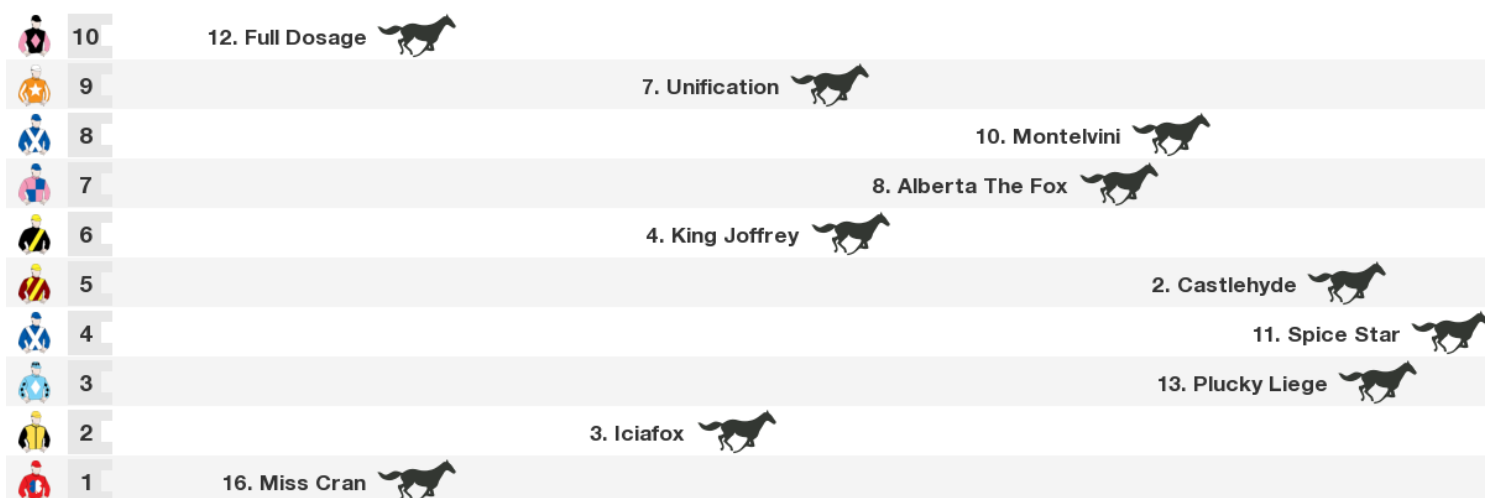 10 12. Full Dosage
9 7. Unification
8 10. Montelvini
7 8. Alberta The Fox
6 4. King Joffrey
5 2. Castlehyde
4 11. Spice Star
3 13. Plucky Liege
2 3. Iciafox
1 16. Miss Cran